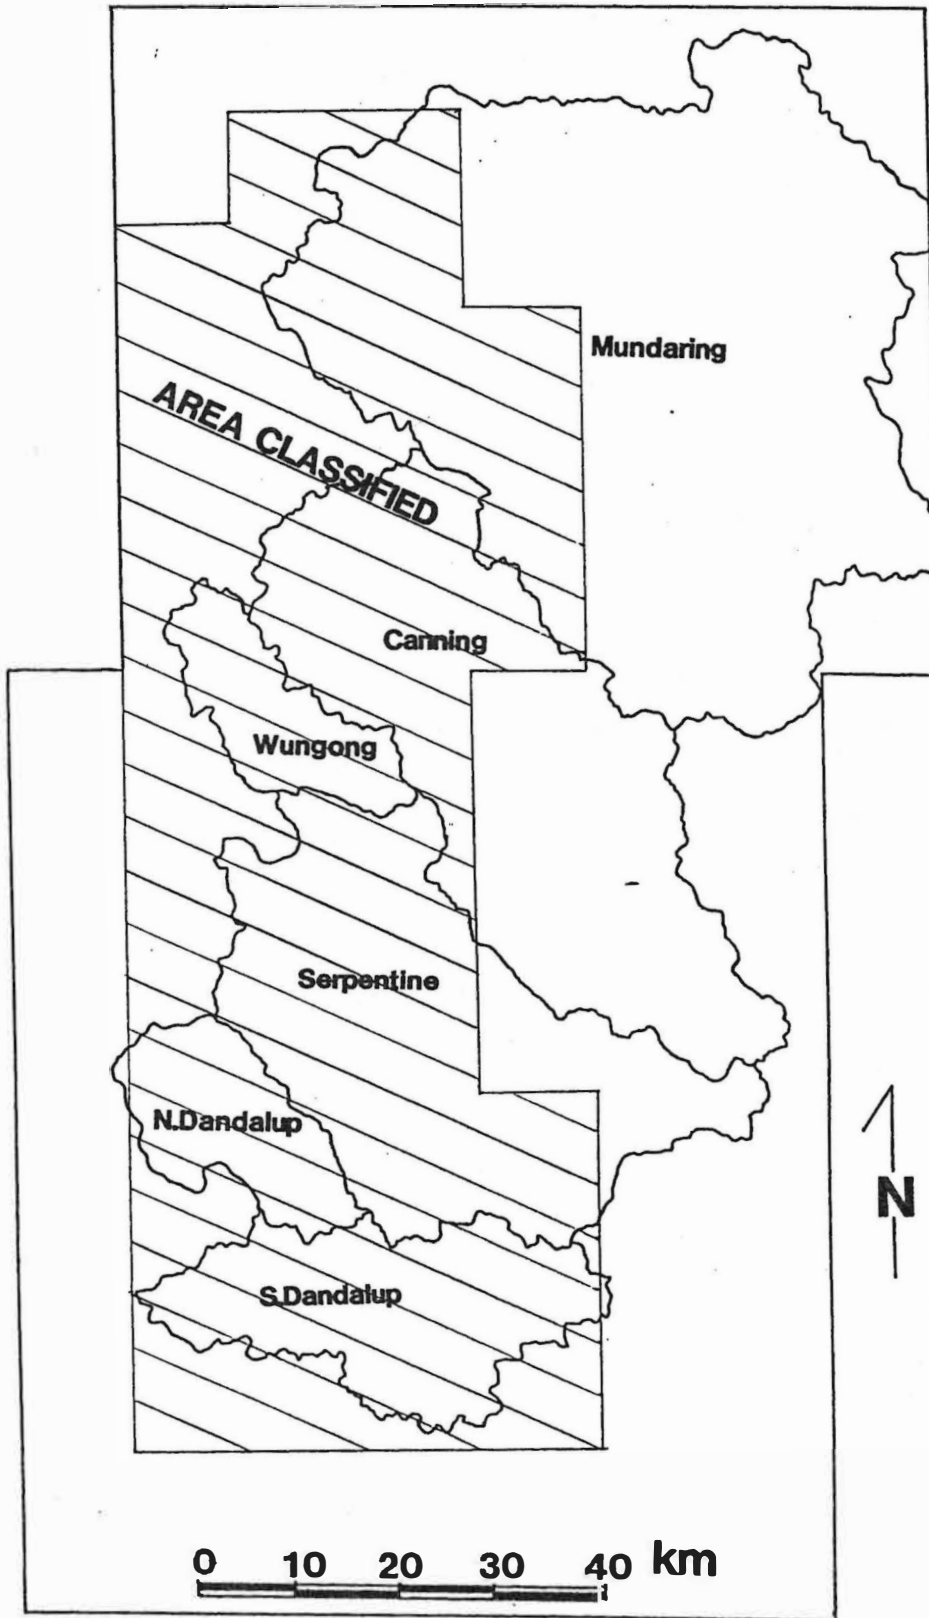 Mundaring
AREA CLASSIFIED
Canning
Wungong
Serpentine
N.Dandalup
N
S.Dandalup
0 10 20 30 40 km